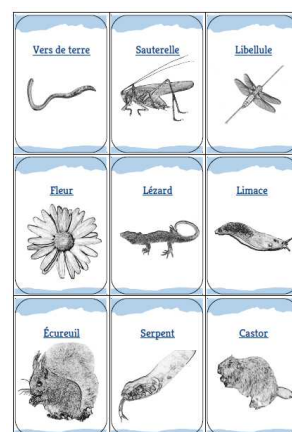 Vers de terre
Sauterelle
Libellule
Fleur
Lézard
Limace
Écureuil
Serpent
Castor